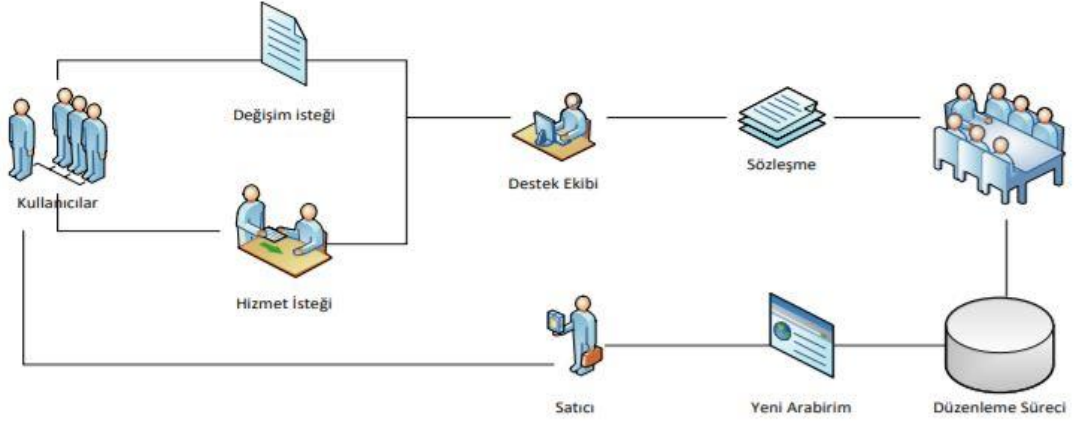 Değişim isteği
Kullanıcılar
Destek Ekibi
Sözleşme
Hizmet İsteği
Satıcı
Yeni Arabirim
Düzenleme Süreci